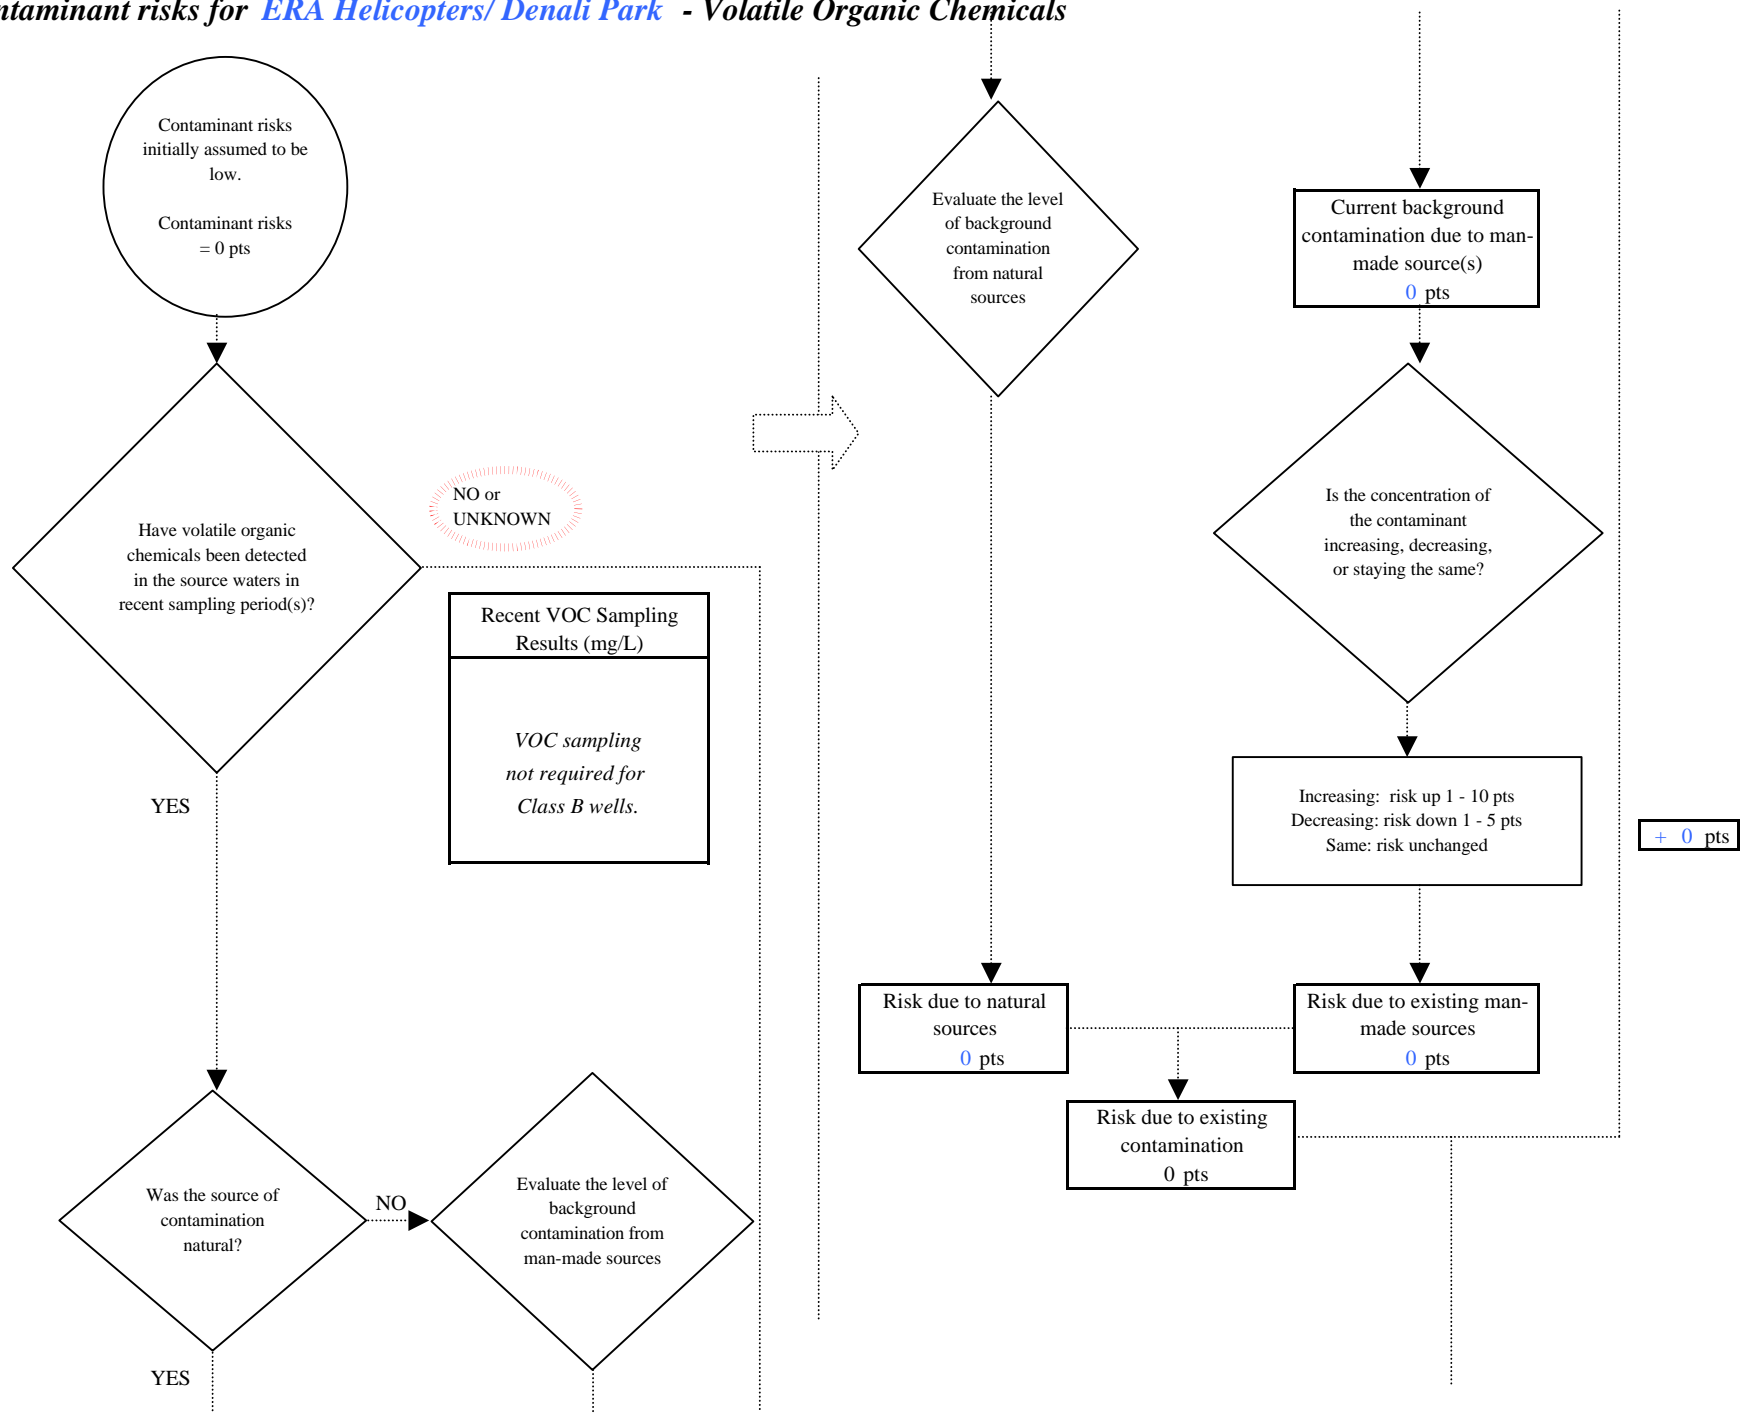 ntaminant risks for ERA Helicopters/ Denali Park - Volatile Organic Chemicals
Contaminant risks
initially assumed to be
low.
Contaminant risks
= 0 pts
Have volatile organic
chemicals been detected
in the source waters in
recent sampling period(s)?
NO or
UNKNOWN
Recent VOC Sampling
Results (mg/L)
VOC sampling
not required for
Class B wells.
YES
Was the source of
contamination
natural?
NO
Evaluate the level of
background
contamination from
man-made sources
YES
Evaluate the level
of background
contamination
from natural
sources
Current background
contamination due to man-
made source(s)
0 pts
Is the concentration of
the contaminant
increasing, decreasing,
or staying the same?
Increasing: risk up 1 - 10 pts
Decreasing: risk down 1 - 5 pts
Same: risk unchanged
+ 0 pts
Risk due to natural
sources
0 pts
Risk due to existing man-
made sources
0 pts
Risk due to existing
contamination
0 pts